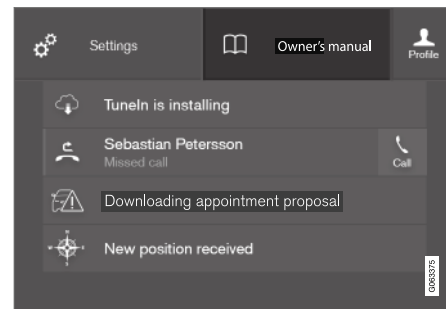 Settings
Owner's manual
Profile
TuneIn is installing
Sebastian Petersson
Missed call
Call
Downloading appointment proposal
New position received
G063375